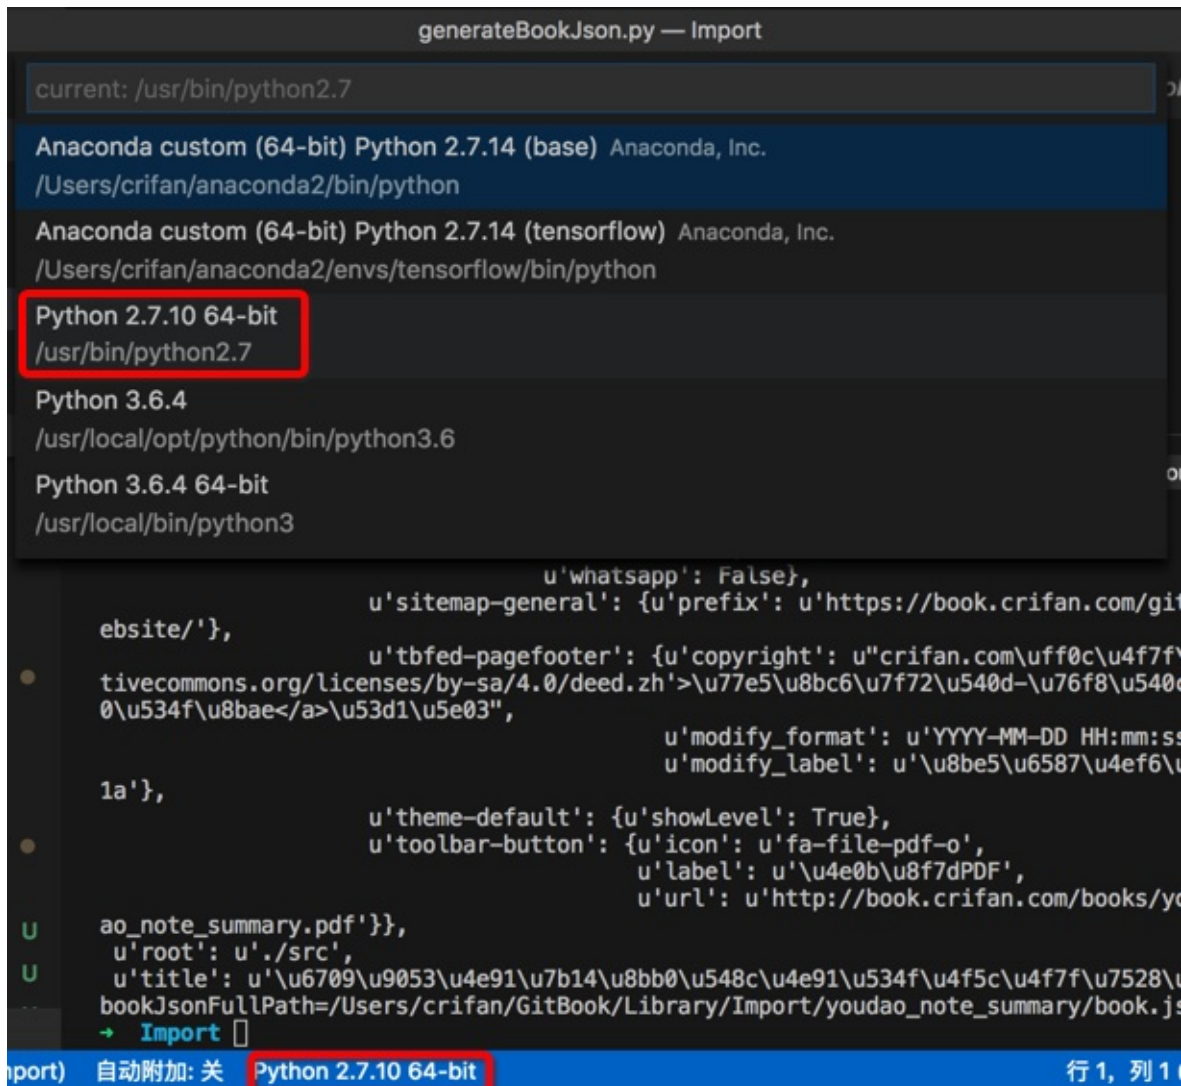 generateBookJson.py — Import
current: /usr/bin/python2.7
Anaconda custom (64-bit) Python 2.7.14 (base) Anaconda, Inc.
/Users/crifan/anaconda2/bin/python
Anaconda custom (64-bit) Python 2.7.14 (tensorflow) Anaconda, Inc.
/Users/crifan/anaconda2/envs/tensorflow/bin/python
Python 2.7.10 64-bit
/usr/bin/python2.7
Python 3.6.4
/usr/local/opt/python/bin/python3.6
Python 3.6.4 64-bit
/usr/local/bin/python3
u'whatsapp': False},
u'sitemap-general': {u'prefix': u'https://book.crifan.com/git
ebsite/'},
u'tbfed-pagefooter': {u'copyright': u"crifan.com\uff0c\u4f7f\
tivecommons.org/licenses/by-sa/4.0/deed.zh'>\u77e5\u8bc6\u7f72\u540d-\u76f8\u540c
0\u534f\u8bae</a>\u53d1\u5e03",
u'modify_format': u'YYYY-MM-DD HH:mm:ss
u'modify_label': u'\u8be5\u6587\u4ef6\u
1a'},
u'theme-default': {u'showLevel': True},
u'toolbar-button': {u'icon': u'fa-file-pdf-o',
u'label': u'\u4e0b\u8f7dPDF',
u'url': u'http://book.crifan.com/books/yo
U ao_note_summary.pdf'}},
u'root': u'./src',
U u'title': u'\u6709\u9053\u4e91\u7b14\u8bb0\u548c\u4e91\u534f\u4f5c\u4f7f\u7528\u
bookJsonFullPath=/Users/crifan/GitBook/Library/Import/youdao_note_summary/book.js
➜ Import
mport) 自动附加: 关 Python 2.7.10 64-bit 行 1, 列 1